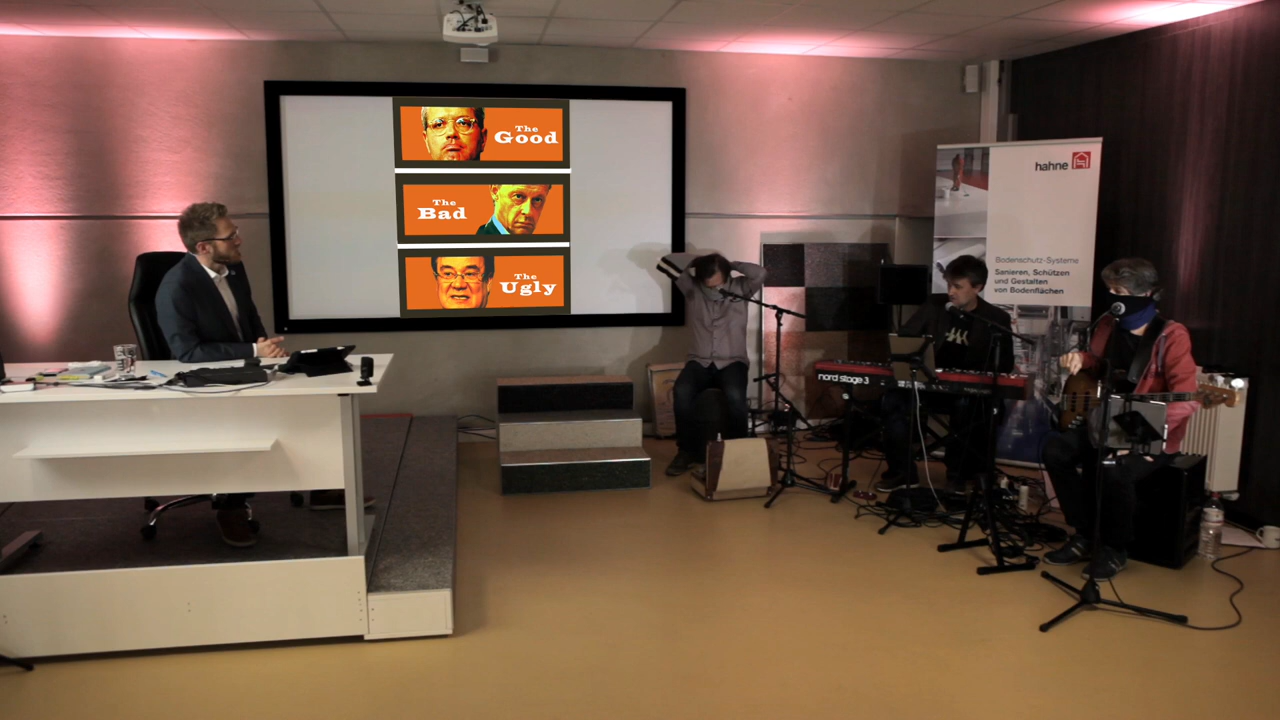 The
Good
The
Bad
The
Ugly
hahne
Bodenschutz-Systeme
Sanieren, Schützen
und Gestalten
von Bodenflächen
nord stage 3